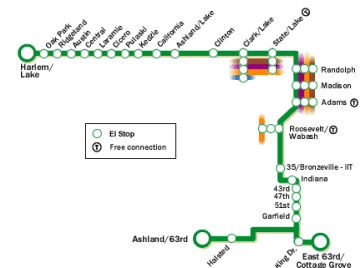 Harlem/
Lake
Oak Park
Ridgeland
Austin
Central
Laramie
Cicero
Pulaski
Kedzie
California
Ashland/Lake
Clinton
Clark/Lake
State/Lake T
Randolph
Madison
Adams T
Roosevelt/ T
Wabash
El Stop
T Free connection
35/Bronzeville - IIT
Indiana
43rd
47th
51st
Garfield
Ashland/63rd
Halsted
King Dr.
East 63rd/
Cottage Grove